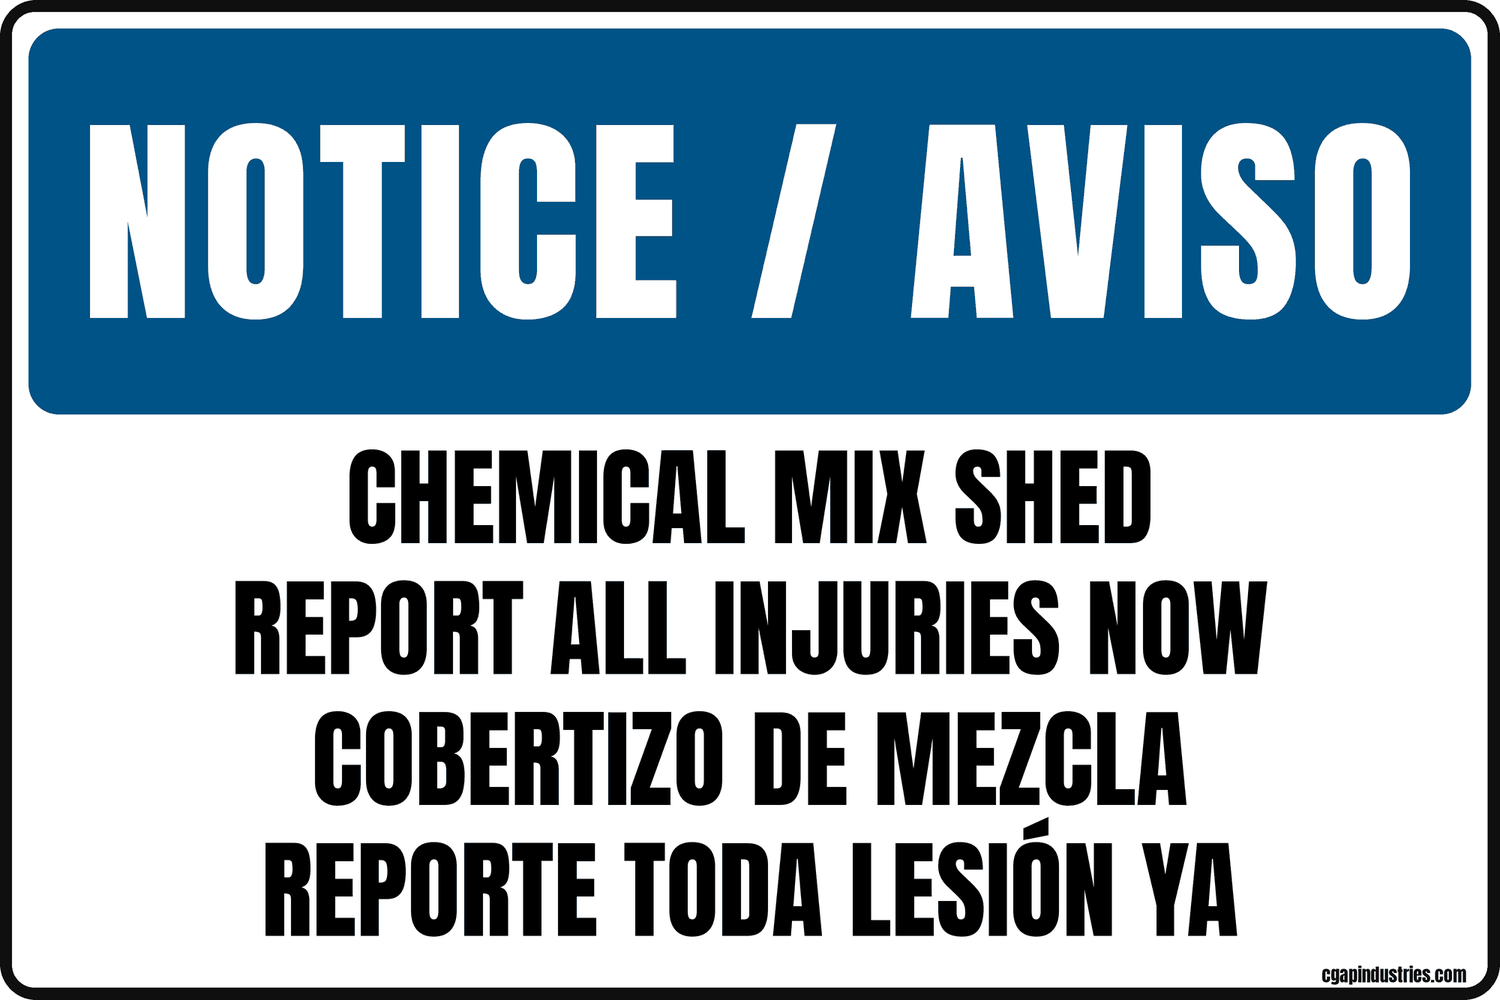 NOTICE / AVISO
CHEMICAL MIX SHED
REPORT ALL INJURIES NOW
COBERTIZO DE MEZCLA
REPORTE TODA LESIÓN YA
cgapindustries.com